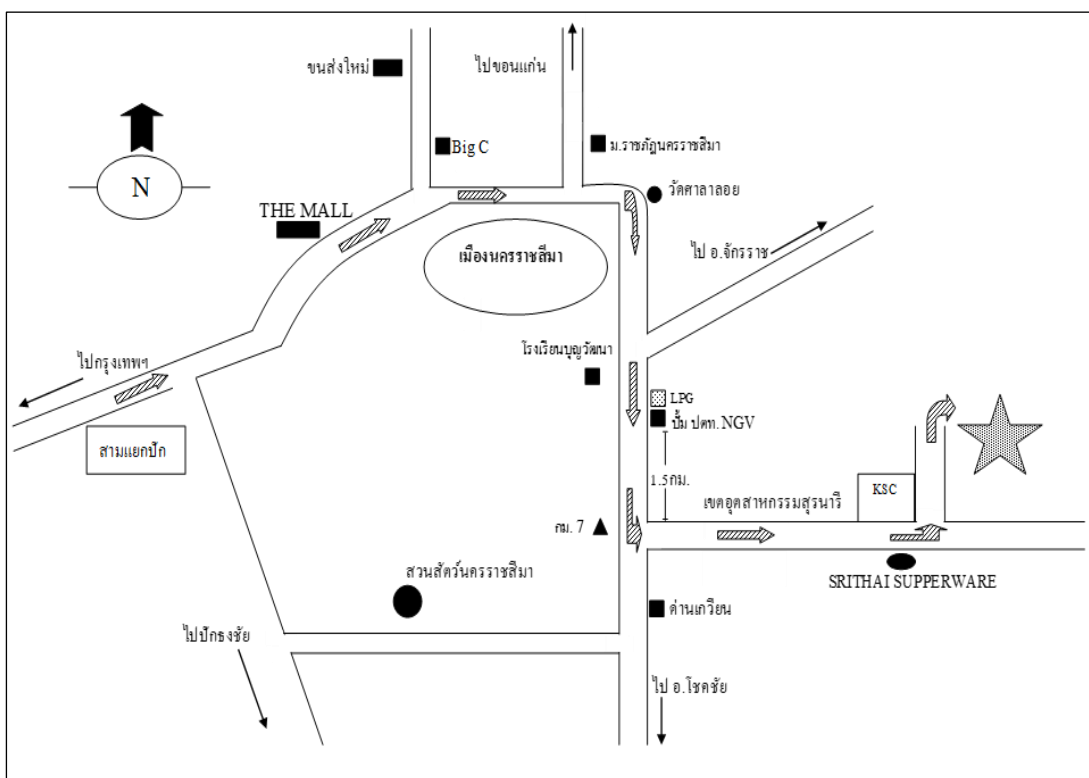 ขนส่งใหม่
ไปขอนแก่น
Big C
ม.ราชภัฏนครราชสีมา
N
วัดศาลาลอย
THE MALL
ไป อ.จักรราช
เมืองนครราชสีมา
โรงเรียนบุญวัฒนา
ไปกรุงเทพฯ
LPG
ปั้ม ปตท. NGV
สามแยกปัก
1.5กม.
KSC
เขตอุตสาหกรรมสุรนารี
กม. 7
สวนสัตว์นครราชสีมา
SRITHAI SUPPERWARE
ด่านเกวียน
ไปปักธงชัย
ไป อ.โชคชัย